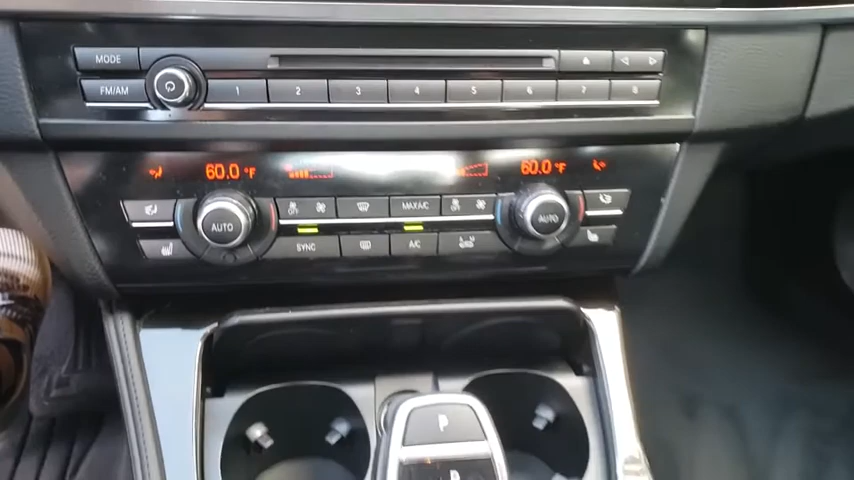 MODE
FM/AM 1 2 3 4 5 6 7 8
60.0 °F 60.0 °F
OFF MAX A/C
AUTO AUTO
SYNC A/C
P